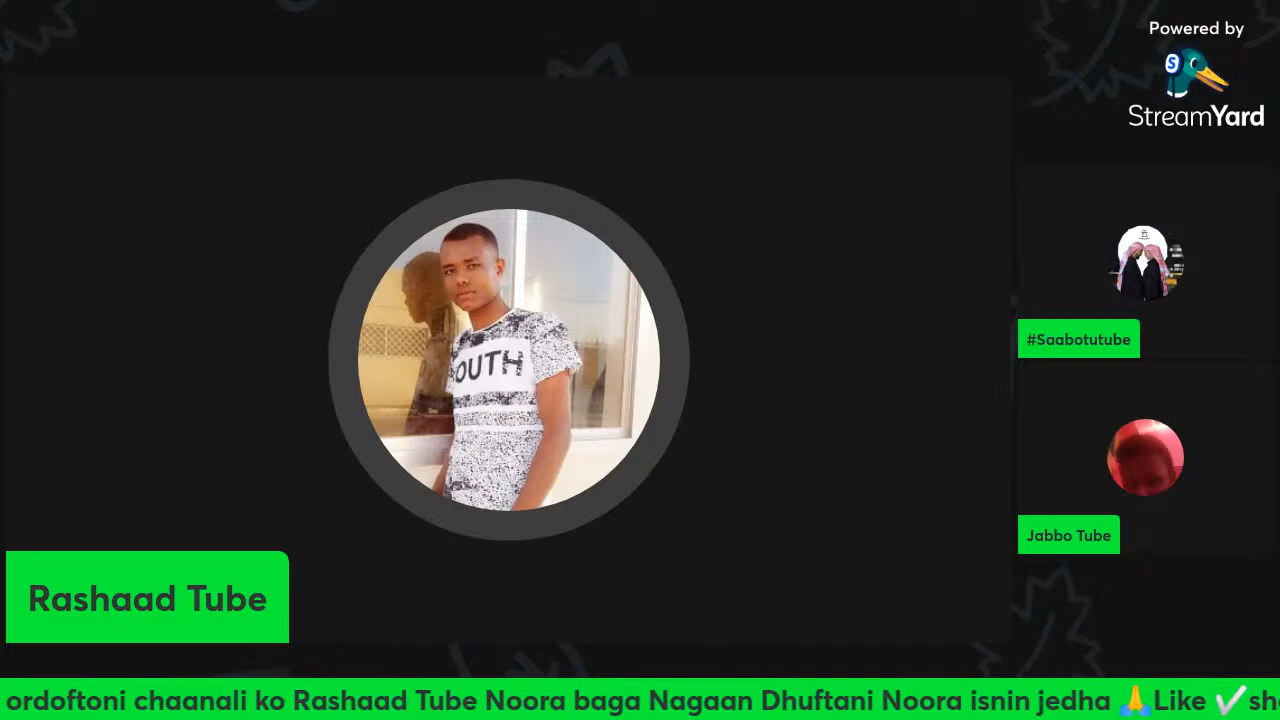 Powered by
StreamYard
OUTH
#Saabotutube
Jabbo Tube
Rashaad Tube
ordoftoni chaanali ko Rashaad Tube Noora baga Nagaan Dhuftani Noora isnin jedha 🙏Like ✅sh